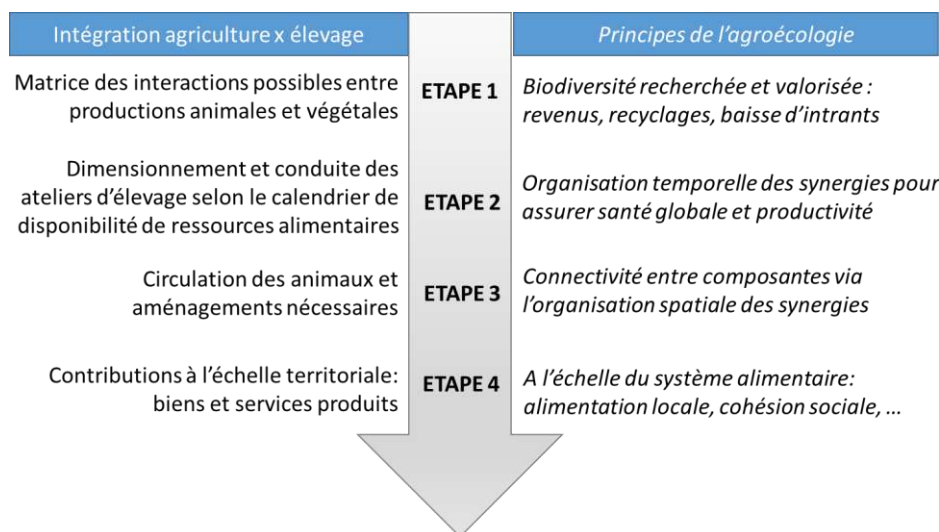 Intégration agriculture x élevage
Principes de l'agroécologie
Matrice des interactions possibles entre
productions animales et végétales
ETAPE 1
Biodiversité recherchée et valorisée :
revenus, recyclages, baisse d'intrants
Dimensionnement et conduite des
ateliers d'élevage selon le calendrier de
disponibilité de ressources alimentaires
ETAPE 2
Organisation temporelle des synergies pour
assurer santé globale et productivité
Circulation des animaux et
aménagements nécessaires
ETAPE 3
Connectivité entre composantes via
l'organisation spatiale des synergies
Contributions à l'échelle territoriale:
biens et services produits
ETAPE 4
A l'échelle du système alimentaire:
alimentation locale, cohésion sociale, ...